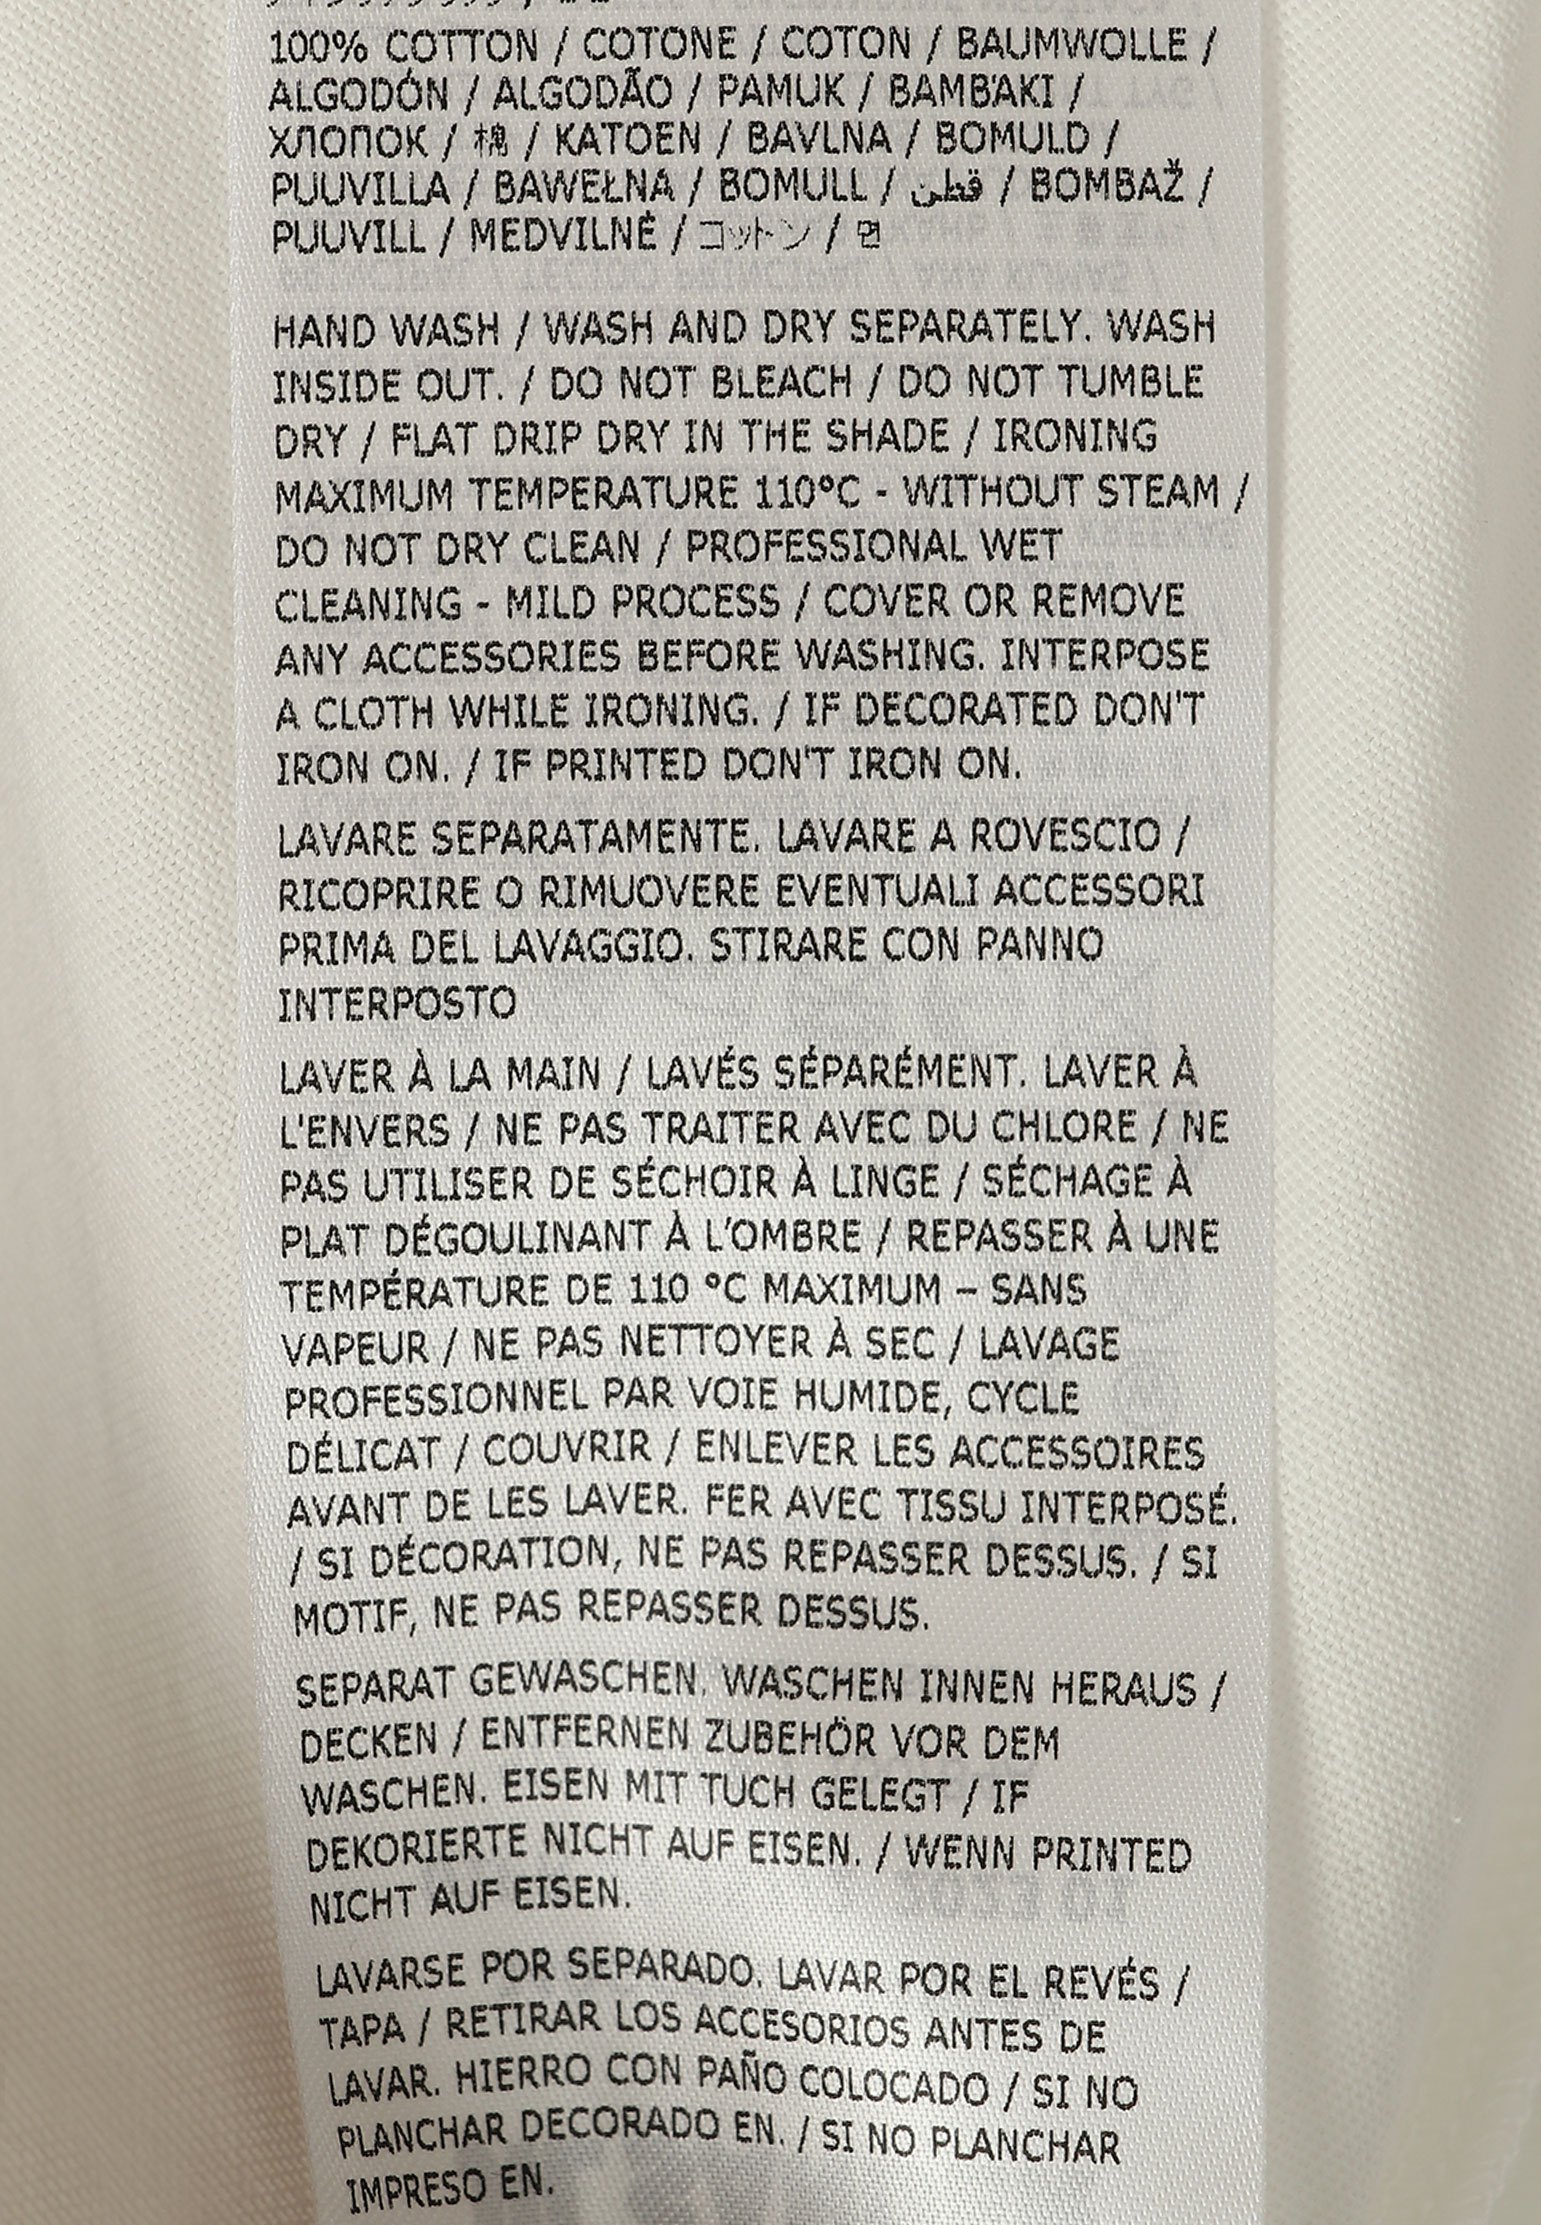 100% COTTON / COTONE / COTON / BAUMWOLLE /
ALGODÓN / ALGODÃO / PAMUK / BAMBAKI /
ХЛОПОК / 棉 / KATOEN / BAVLNA / BOMULD /
PUUVILLA / BAWEŁNA / BOMULL / قطن / BOMBAŽ /
PUUVILL / MEDVILNĖ / コットン / 면
HAND WASH / WASH AND DRY SEPARATELY. WASH
INSIDE OUT. / DO NOT BLEACH / DO NOT TUMBLE
DRY / FLAT DRIP DRY IN THE SHADE / IRONING
MAXIMUM TEMPERATURE 110°C - WITHOUT STEAM /
DO NOT DRY CLEAN / PROFESSIONAL WET
CLEANING - MILD PROCESS / COVER OR REMOVE
ANY ACCESSORIES BEFORE WASHING. INTERPOSE
A CLOTH WHILE IRONING. / IF DECORATED DON'T
IRON ON. / IF PRINTED DON'T IRON ON.
LAVARE SEPARATAMENTE. LAVARE A ROVESCIO /
RICOPRIRE O RIMUOVERE EVENTUALI ACCESSORI
PRIMA DEL LAVAGGIO. STIRARE CON PANNO
INTERPOSTO
LAVER À LA MAIN / LAVÉS SÉPARÉMENT. LAVER À
L'ENVERS / NE PAS TRAITER AVEC DU CHLORE / NE
PAS UTILISER DE SÉCHOIR À LINGE / SÉCHAGE À
PLAT DÉGOULINANT À L’OMBRE / REPASSER À UNE
TEMPÉRATURE DE 110 °C MAXIMUM – SANS
VAPEUR / NE PAS NETTOYER À SEC / LAVAGE
PROFESSIONNEL PAR VOIE HUMIDE, CYCLE
DÉLICAT / COUVRIR / ENLEVER LES ACCESSOIRES
AVANT DE LES LAVER. FER AVEC TISSU INTERPOSÉ.
/ SI DÉCORATION, NE PAS REPASSER DESSUS. / SI
MOTIF, NE PAS REPASSER DESSUS.
SEPARAT GEWASCHEN. WASCHEN INNEN HERAUS /
DECKEN / ENTFERNEN ZUBEHÖR VOR DEM
WASCHEN. EISEN MIT TUCH GELEGT / IF
DEKORIERTE NICHT AUF EISEN. / WENN PRINTED
NICHT AUF EISEN.
LAVARSE POR SEPARADO. LAVAR POR EL REVÉS /
TAPA / RETIRAR LOS ACCESORIOS ANTES DE
LAVAR. HIERRO CON PAÑO COLOCADO / SI NO
PLANCHAR DECORADO EN. / SI NO PLANCHAR
IMPRESO EN.